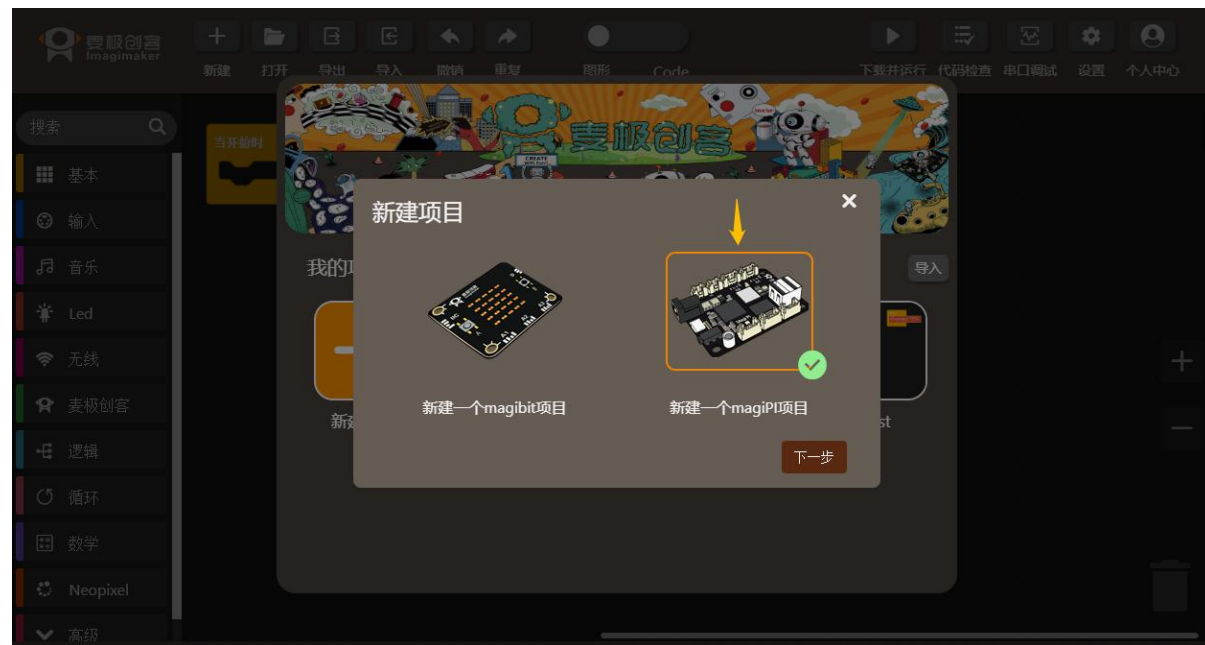 麦极创客
Imagimaker
新建 打开 导出 导入 撤销 重复 图形 Code 下载并运行 代码检查 串口调试 设置 个人中心
搜索
当开始时
麦极创客
基本
新建项目
输入
音乐
我的项
导入
Led
无线
麦极创客
新建一个magibit项目
新建一个magiPI项目
新建
st
逻辑
下一步
循环
数学
Neopixel
高级